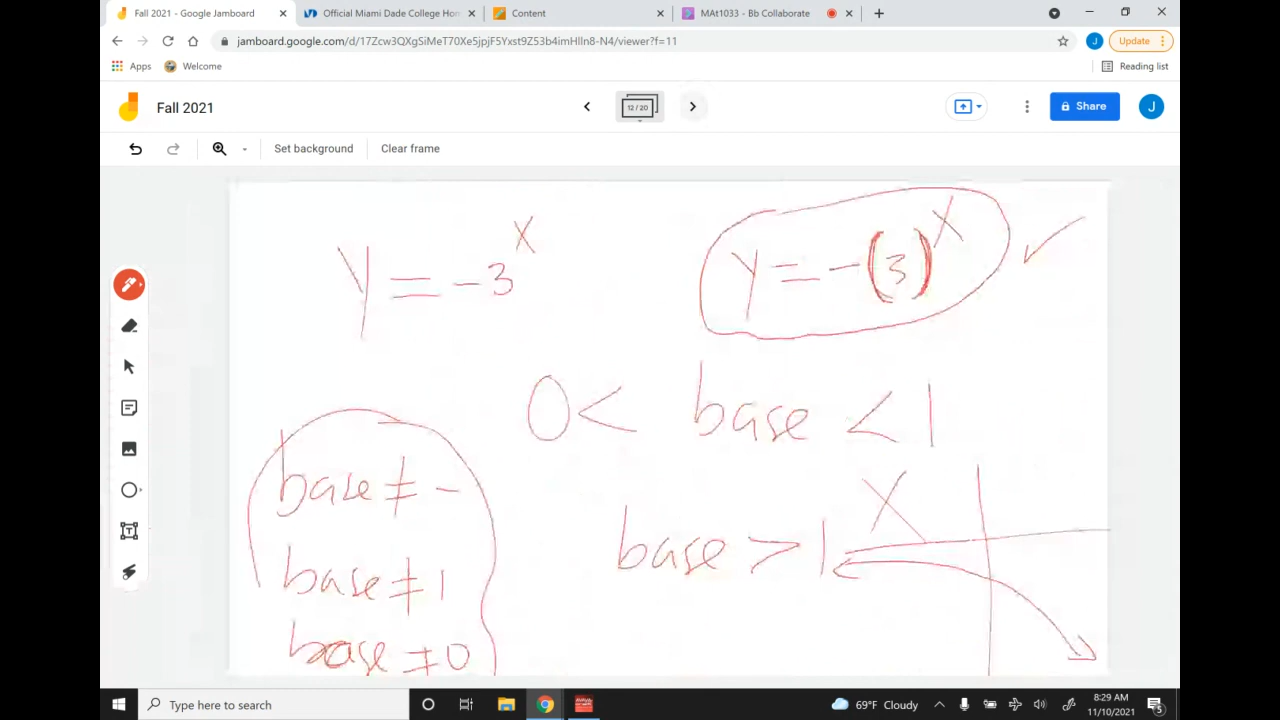 Fall 2021 - Google Jamboard
Official Miami Dade College Hom
Content
MAt1033 - Bb Collaborate
jamboard.google.com/d/17Zcw3QXgSiMeT70Xe5jpjF5Yxst9Z53b4imHlln8-N4/viewer?f=11
J
Update
Apps
Welcome
Reading list
Fall 2021
12 / 20
Share
J
Set background
Clear frame
y = -3^x
y = -(3)^x ✓
0 < base < 1
base ≠ -
base > 1
X
base ≠ 1
base ≠ 0
Type here to search
69°F Cloudy
8:29 AM
11/10/2021
5